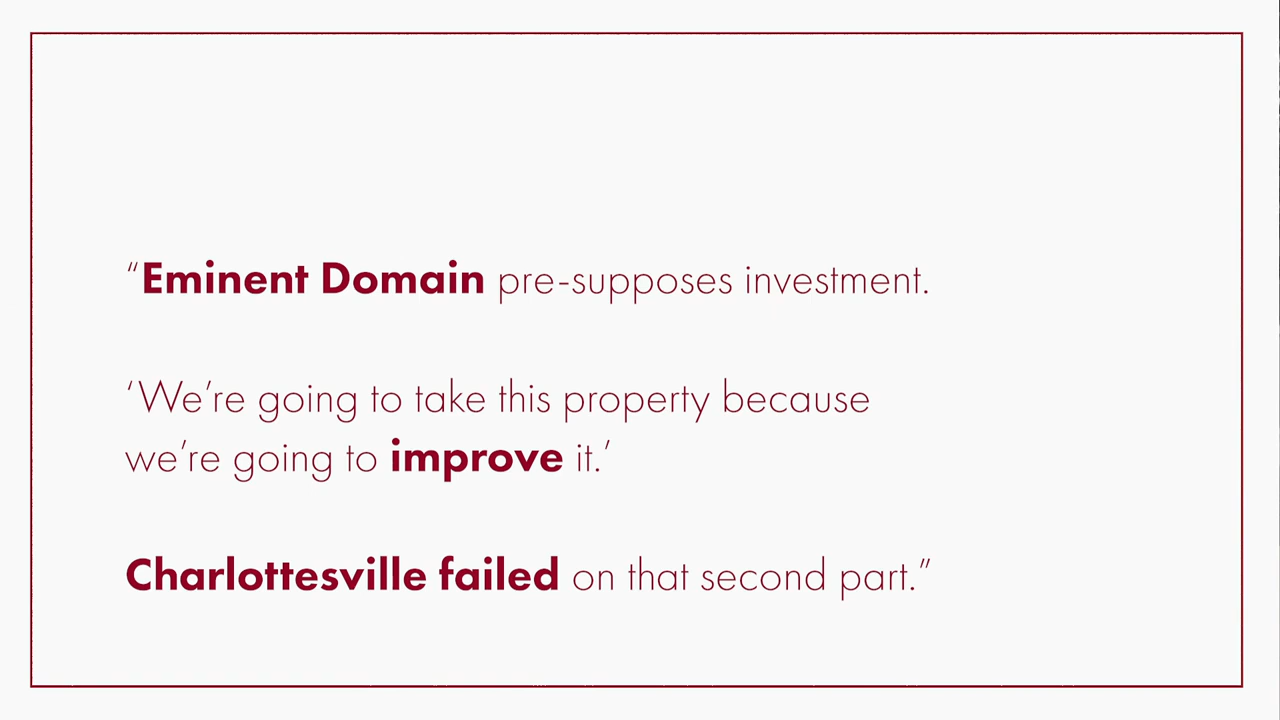 “Eminent Domain pre-supposes investment.
‘We’re going to take this property because
we’re going to improve it.’
Charlottesville failed on that second part.”